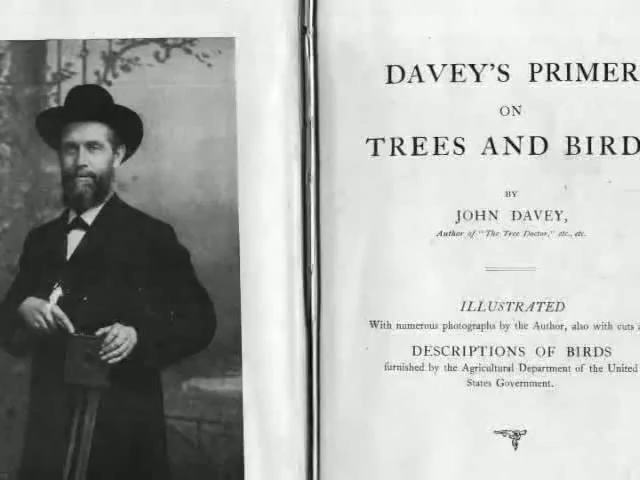 DAVEY'S PRIMER
ON
TREES AND BIRD
BY
JOHN DAVEY,
Author of "The Tree Doctor," etc., etc.
ILLUSTRATED
With numerous photographs by the Author, also with cuts a
DESCRIPTIONS OF BIRDS
furnished by the Agricultural Department of the United
States Government.